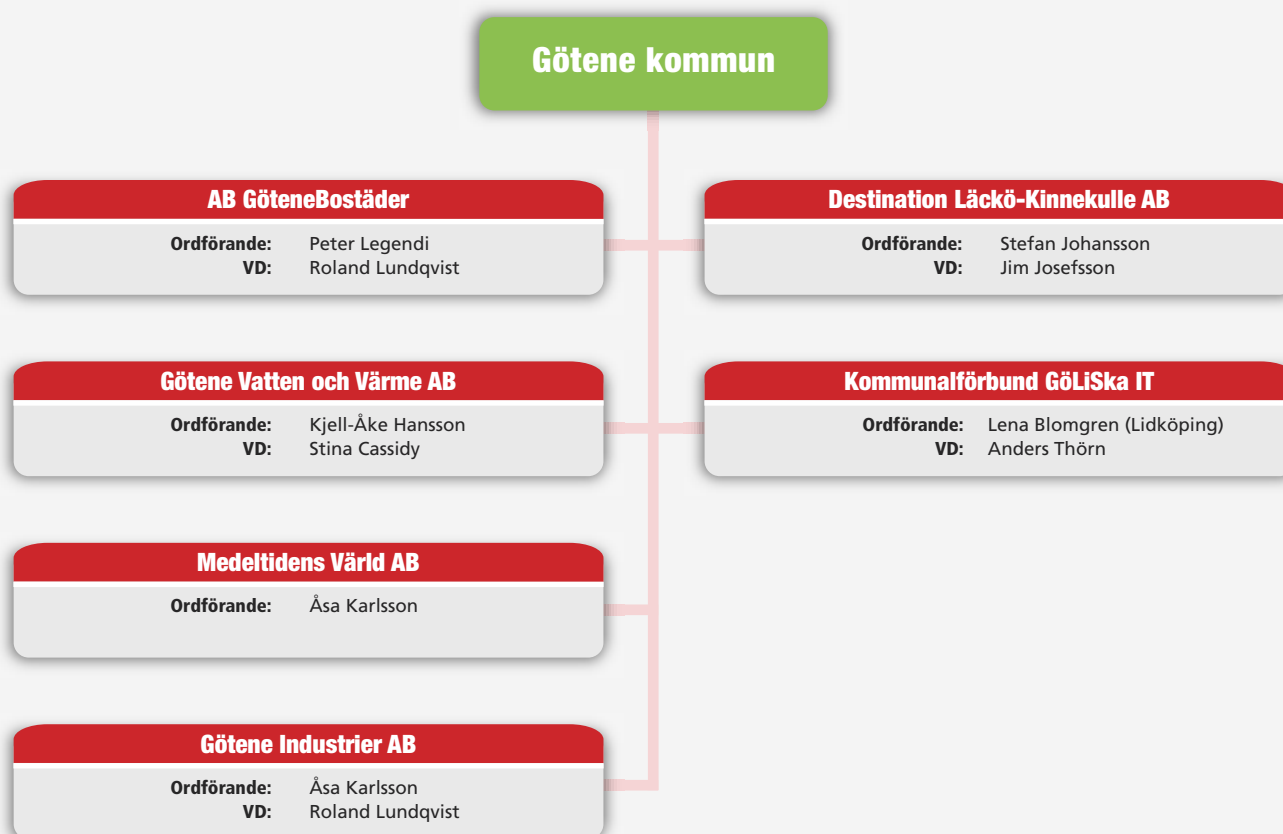 Götene kommun
AB GöteneBostäder
Ordförande: Peter Legendi
VD: Roland Lundqvist
Destination Läckö-Kinnekulle AB
Ordförande: Stefan Johansson
VD: Jim Josefsson
Götene Vatten och Värme AB
Ordförande: Kjell-Åke Hansson
VD: Stina Cassidy
Kommunalförbund GöLiSka IT
Ordförande: Lena Blomgren (Lidköping)
VD: Anders Thörn
Medeltidens Värld AB
Ordförande: Åsa Karlsson
Götene Industrier AB
Ordförande: Åsa Karlsson
VD: Roland Lundqvist